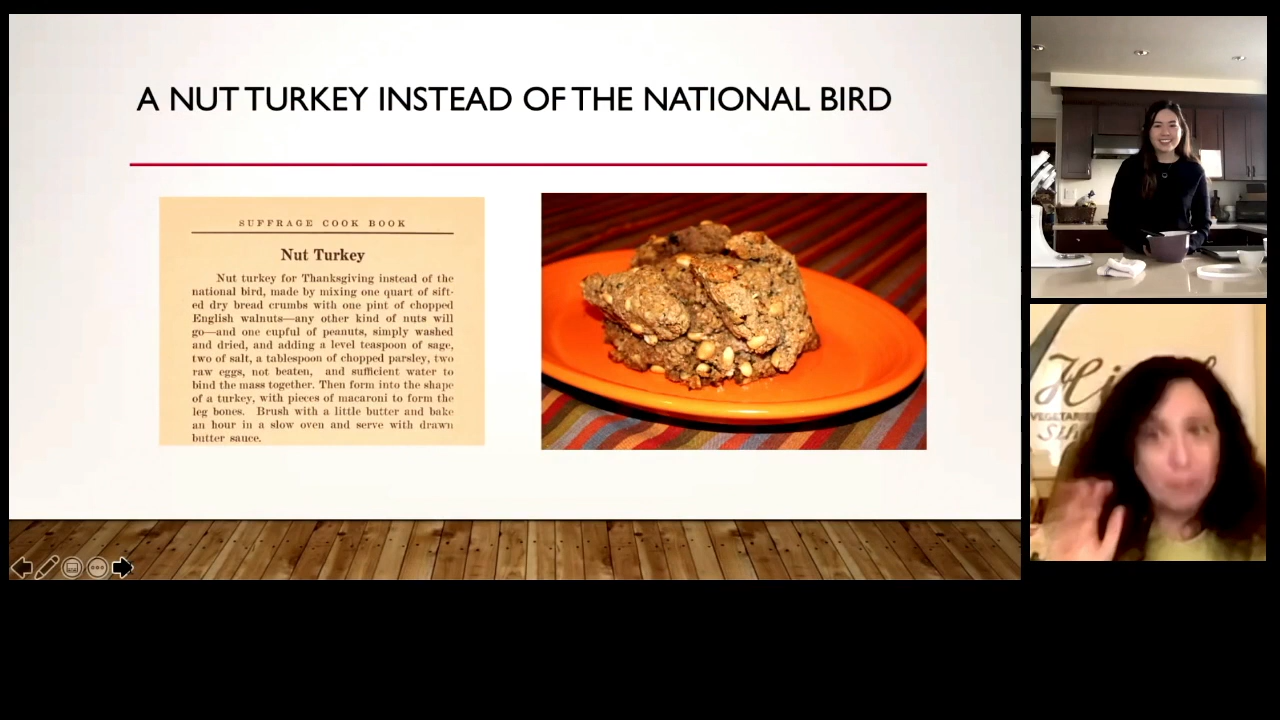 A NUT TURKEY INSTEAD OF THE NATIONAL BIRD
SUFFRAGE COOK BOOK
Nut Turkey
Nut turkey for Thanksgiving instead of the
national bird, made by mixing one quart of sift-
ed dry bread crumbs with one pint of chopped
English walnuts—any other kind of nuts will
go—and one cupful of peanuts, simply washed
and dried, and adding a level teaspoon of sage,
two of salt, a tablespoon of chopped parsley, two
raw eggs, not beaten, and sufficient water to
bind the mass together. Then form into the shape
of a turkey, with pieces of macaroni to form the
leg bones. Brush with a little butter and bake
an hour in a slow oven and serve with drawn
butter sauce.